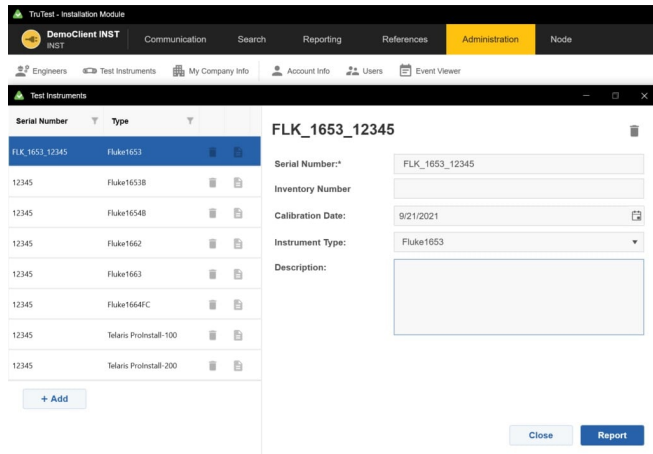 TruTest - Installation Module
DemoClient INST
INST
Communication Search Reporting References Administration Node
Engineers Test Instruments My Company Info Account Info Users Event Viewer
Test Instruments
Serial Number Type
FLK_1653_12345 Fluke1653
12345 Fluke1653B
12345 Fluke1654B
12345 Fluke1662
12345 Fluke1663
12345 Fluke1664FC
12345 Telaris ProInstall-100
12345 Telaris ProInstall-200
+ Add
FLK_1653_12345
Serial Number:* FLK_1653_12345
Inventory Number
Calibration Date: 9/21/2021
Instrument Type: Fluke1653
Description:
Close Report